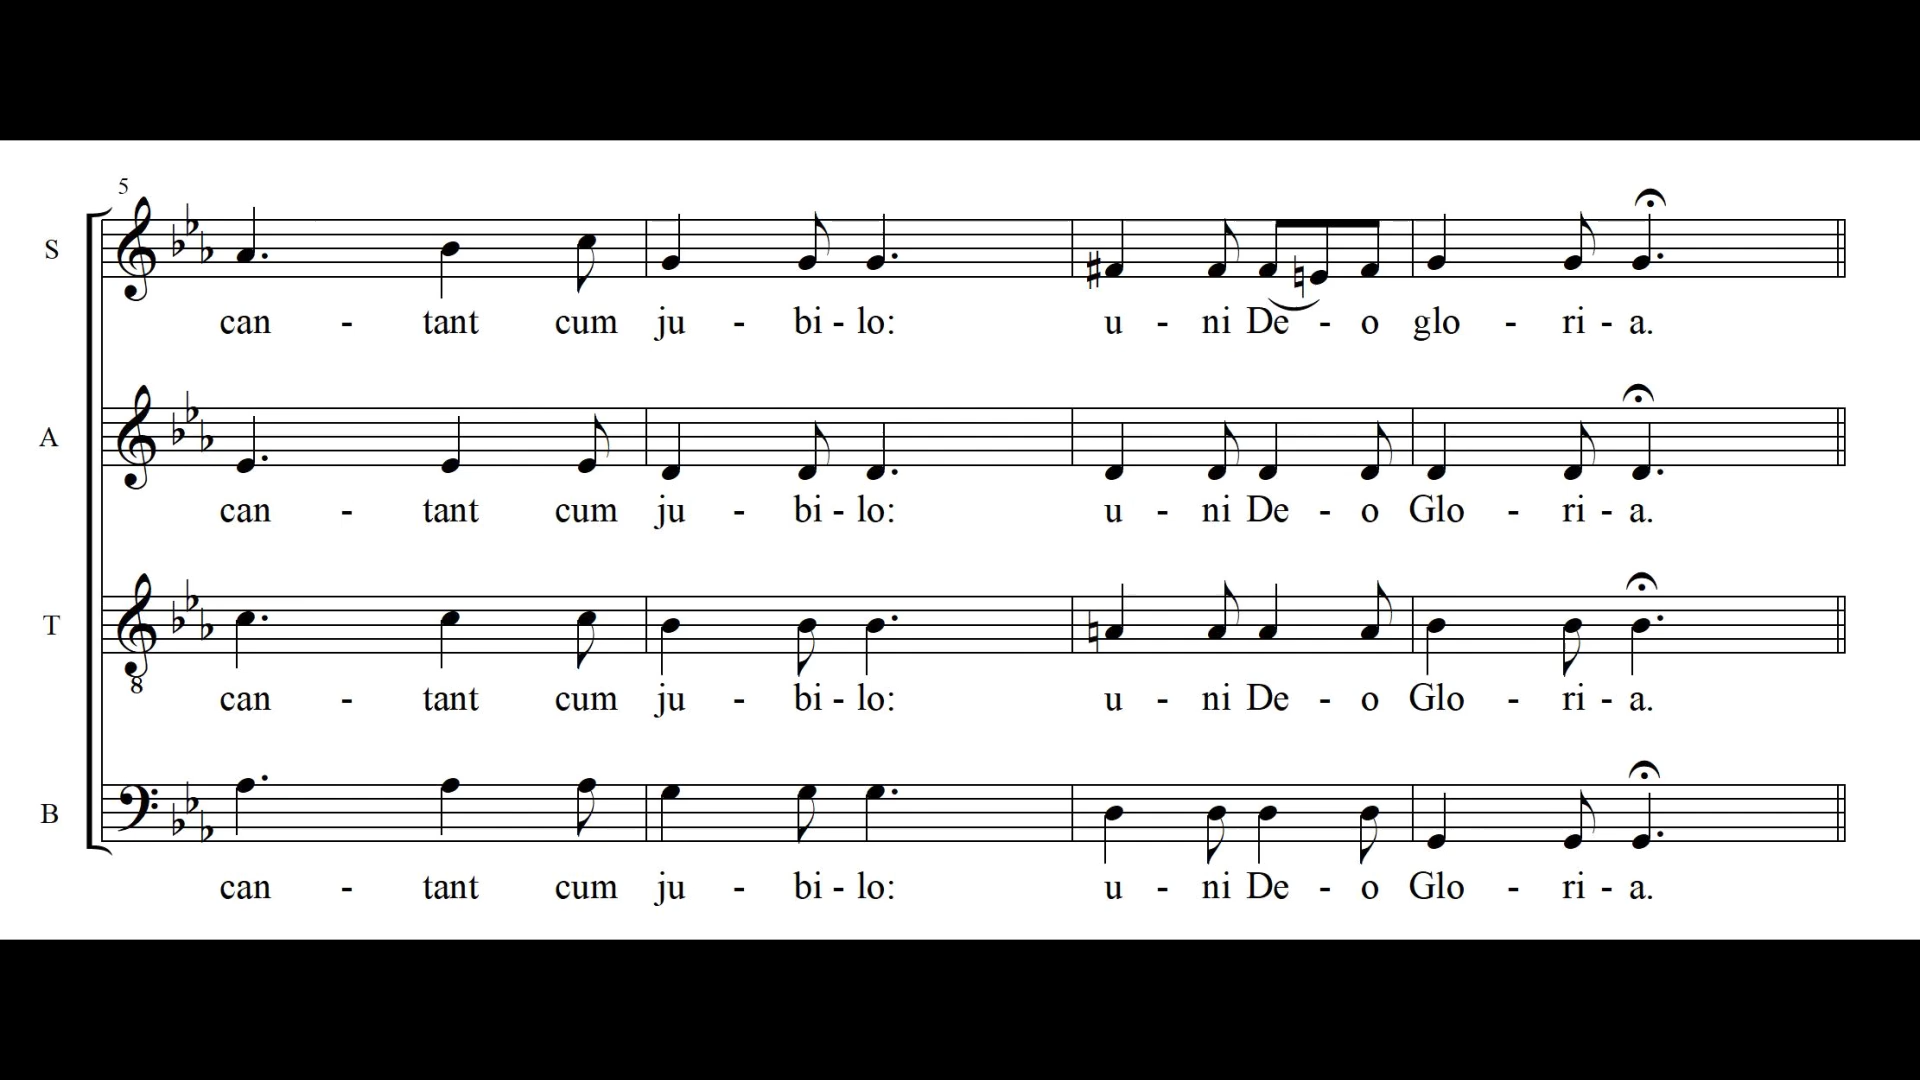 5
S
can - tant cum ju - bi - lo: u - ni De - o glo - ri - a.
A
can - tant cum ju - bi - lo: u - ni De - o Glo - ri - a.
T
8
can - tant cum ju - bi - lo: u - ni De - o Glo - ri - a.
B
can - tant cum ju - bi - lo: u - ni De - o Glo - ri - a.